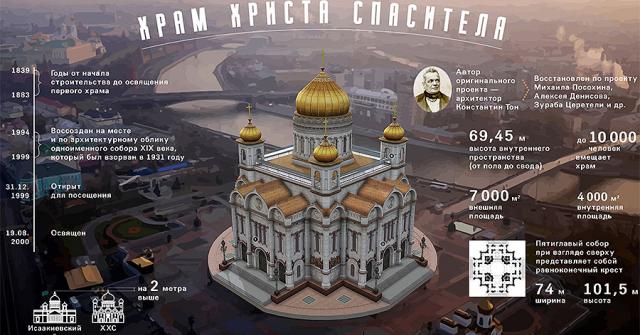 ХРАМ ХРИСТА СПАСИТЕЛЯ
1839
1883
Годы от начала
строительства до освящения
первого храма
1994
1999
Воссоздан на месте
и по архитектурному облику
одноименного собора XIX века,
который был взорван в 1931 году
31.12.
1999
Открыт
для посещения
19.08.
2000
Освящен
на 2 метра
выше
Исаакиевский
ХХС
Автор
оригинального
проекта —
архитектор
Константин Тон
Восстановлен по проекту
Михаила Посохина,
Алексея Денисова,
Зураба Церетели и др.
69,45 м
высота внутреннего
пространства
(от пола до свода)
до 10 000
человек
вмещает
храм
7 000 м²
внешняя
площадь
4 000 м²
внутренняя
площадь
Пятиглавый собор
при взгляде сверху
представляет собой
равноконечный крест
74 м
ширина
101,5 м
высота